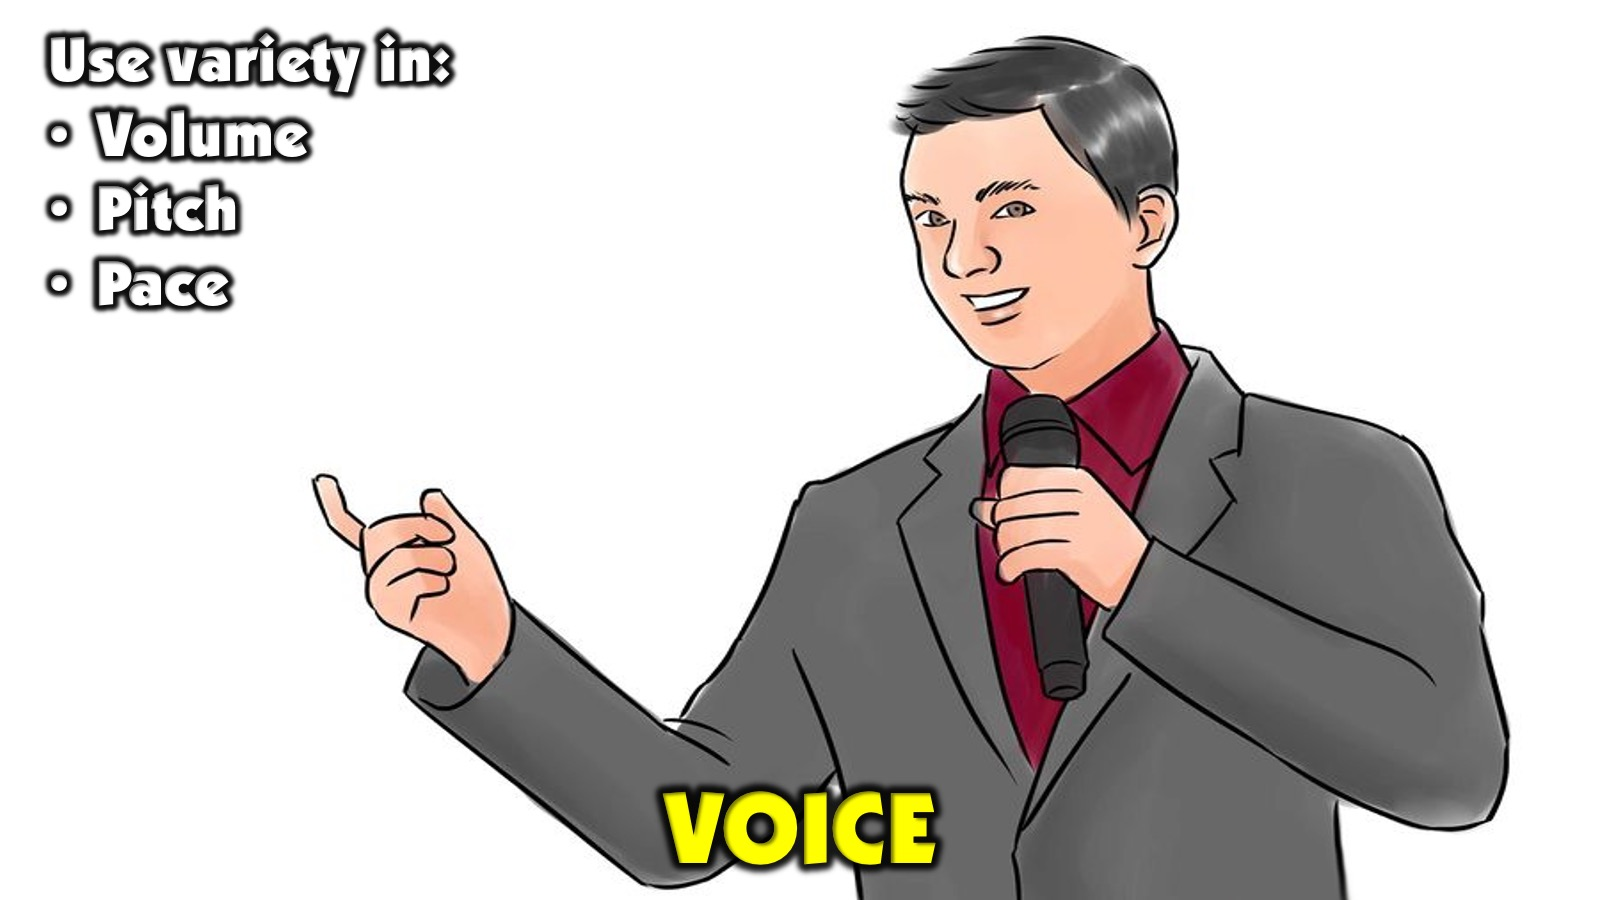 Use variety in:
• Volume
• Pitch
• Pace
VOICE